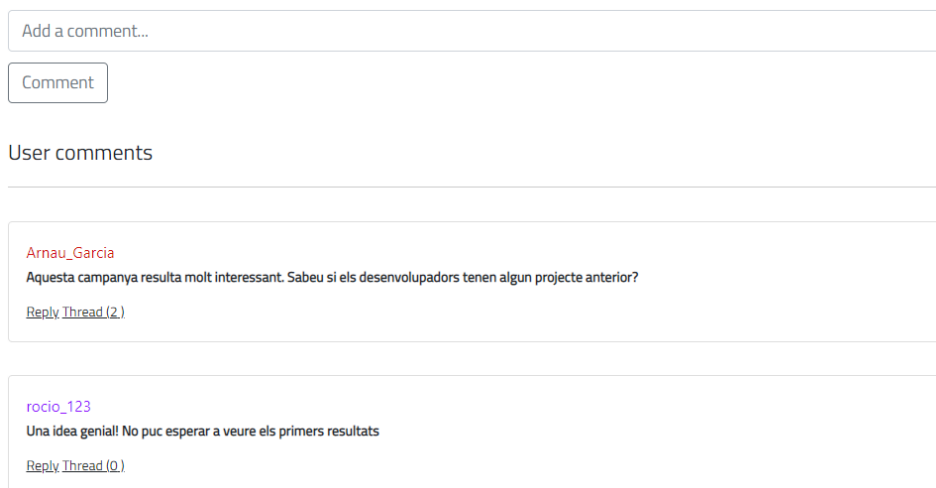 Add a comment...
Comment
User comments
Arnau_Garcia
Aquesta campanya resulta molt interessant. Sabeu si els desenvolupadors tenen algun projecte anterior?
Reply Thread (2 )
rocio_123
Una idea genial! No puc esperar a veure els primers resultats
Reply Thread (0 )